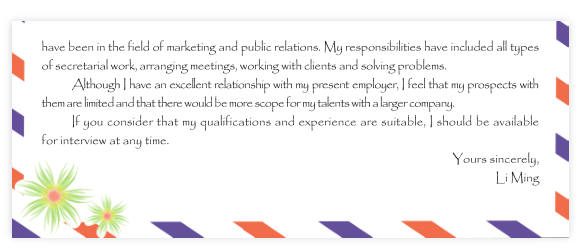 have been in the field of marketing and public relations. My responsibilities have included all types
of secretarial work, arranging meetings, working with clients and solving problems.
Although I have an excellent relationship with my present employer, I feel that my prospects with
them are limited and that there would be more scope for my talents with a larger company.
If you consider that my qualifications and experience are suitable, I should be available
for interview at any time.
Yours sincerely,
Li Ming